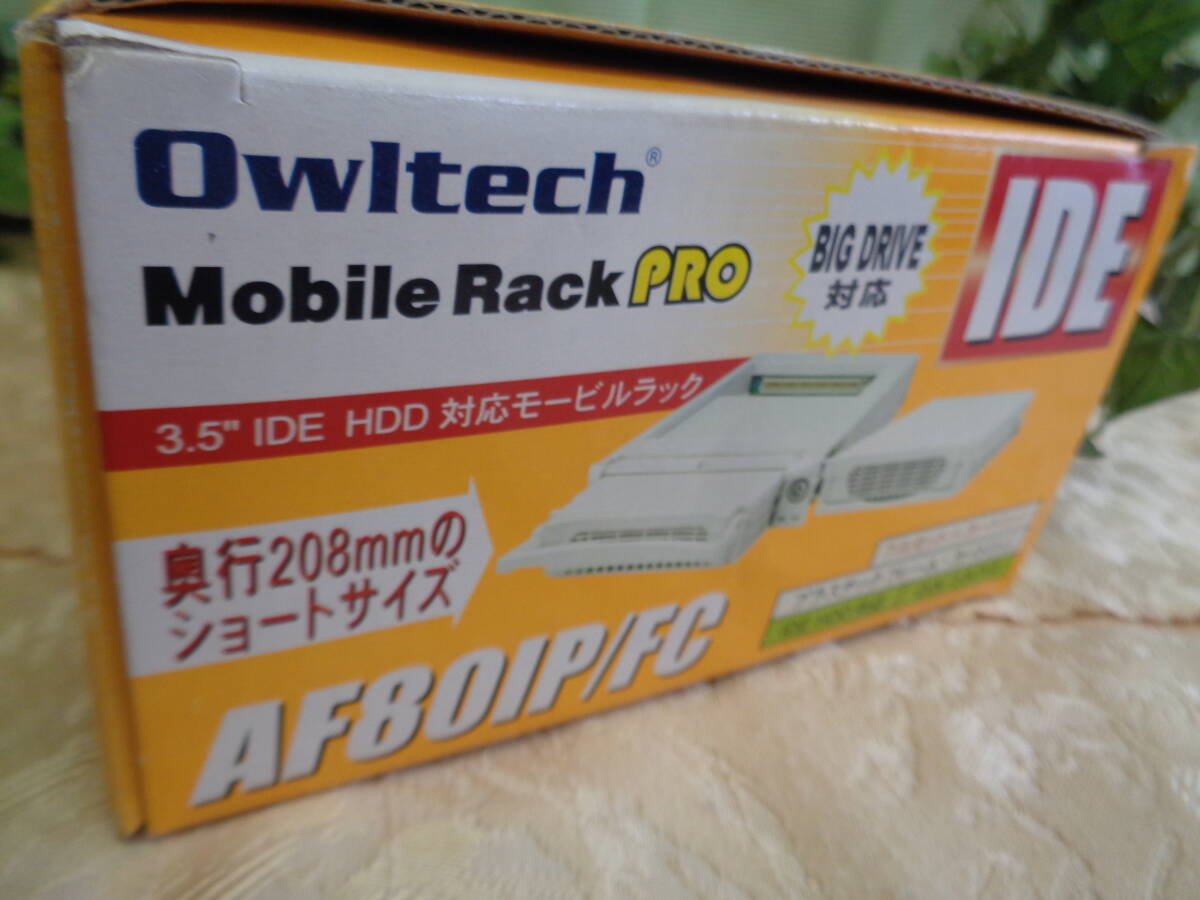 Owltech®
Mobile Rack PRO
BIG DRIVE
対応
IDE
3.5" IDE HDD 対応モービルラック
奥行208mmの
ショートサイズ
AF80IP/FC